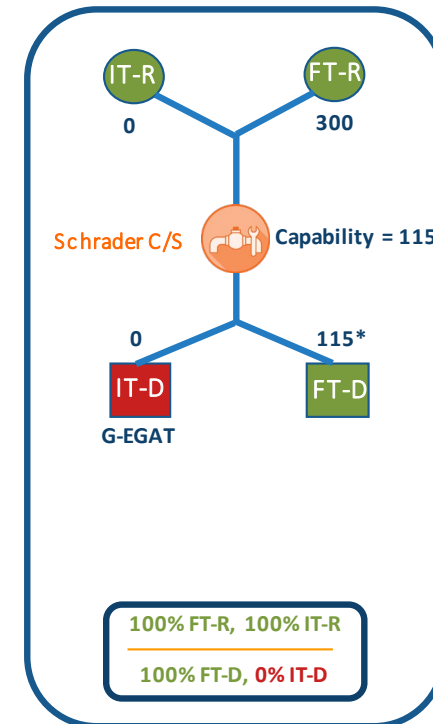 IT-R FT-R
0 300
Schrader C/S Capability = 115
0 115*
IT-D FT-D
G-EGAT
100% FT-R, 100% IT-R
100% FT-D, 0% IT-D